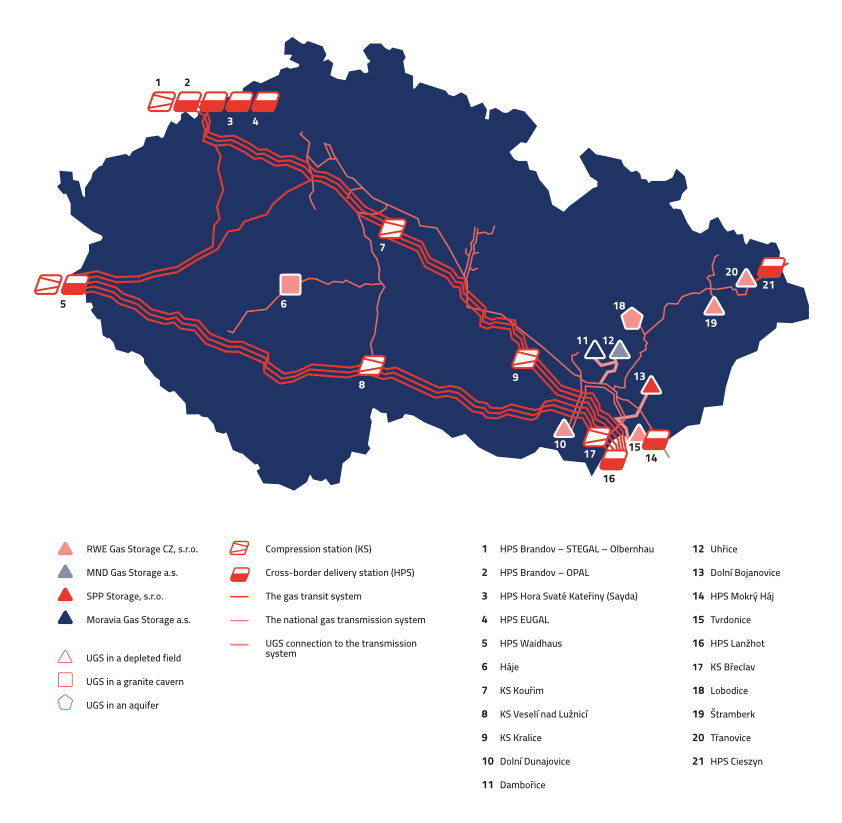 1
2
3
4
5
6
7
8
9
10
11
12
13
14
15
16
17
18
19
20
21
RWE Gas Storage CZ, s.r.o.
MND Gas Storage a.s.
SPP Storage, s.r.o.
Moravia Gas Storage a.s.
UGS in a depleted field
UGS in a granite cavern
UGS in an aquifer
Compression station (KS)
Cross-border delivery station (HPS)
The gas transit system
The national gas transmission system
UGS connection to the transmission
system
1 HPS Brandov – STEGAL – Olbernhau
2 HPS Brandov – OPAL
3 HPS Hora Svaté Kateřiny (Sayda)
4 HPS EUGAL
5 HPS Waidhaus
6 Háje
7 KS Kouřim
8 KS Veselí nad Lužnicí
9 KS Kralice
10 Dolní Dunajovice
11 Dambořice
12 Uhřice
13 Dolní Bojanovice
14 HPS Mokrý Háj
15 Tvrdonice
16 HPS Lanžhot
17 KS Břeclav
18 Lobodice
19 Štramberk
20 Třanovice
21 HPS Cieszyn